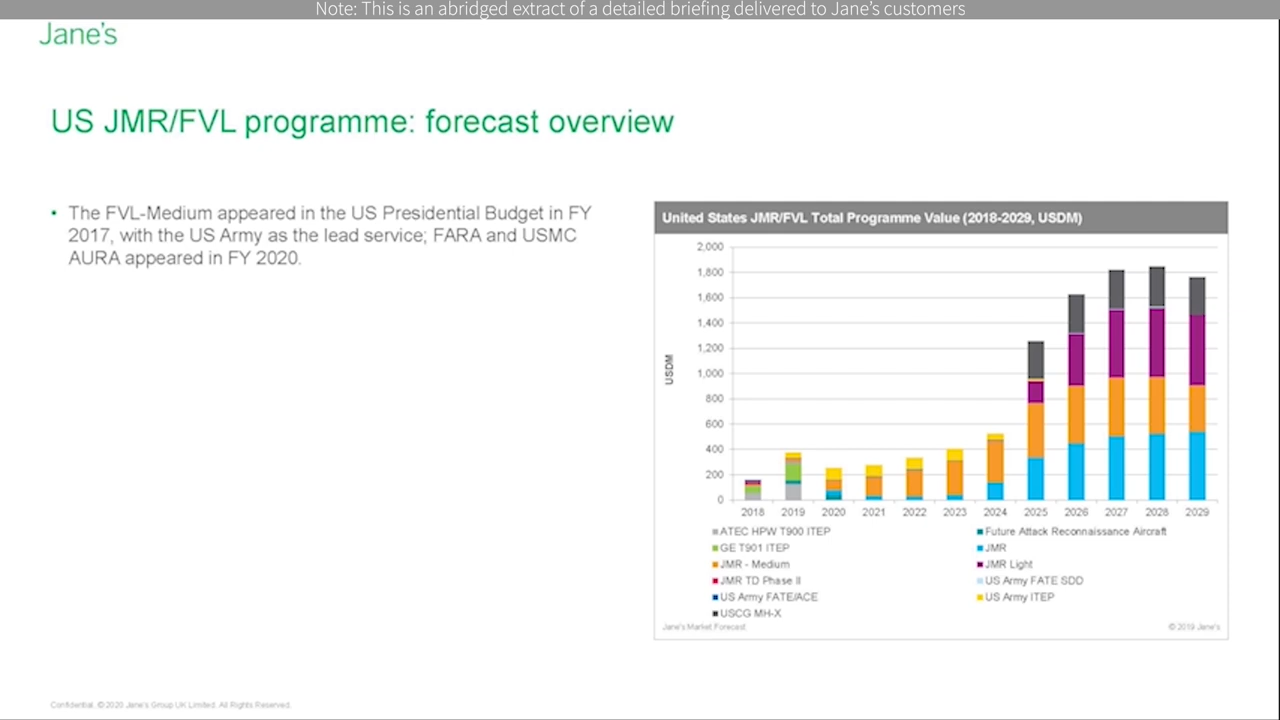 Note: This is an abridged extract of a detailed briefing delivered to Jane's customers
Jane's
US JMR/FVL programme: forecast overview
• The FVL-Medium appeared in the US Presidential Budget in FY
2017, with the US Army as the lead service; FARA and USMC
AURA appeared in FY 2020.
United States JMR/FVL Total Programme Value (2018-2029, USDM)
2,000
1,800
1,600
1,400
1,200
1,000
800
600
400
200
0
USDM
2018 2019 2020 2021 2022 2023 2024 2025 2026 2027 2028 2029
ATEC HPW T900 ITEP Future Attack Reconnaissance Aircraft
GE T901 ITEP JMR
JMR - Medium JMR Light
JMR TD Phase II US Army FATE SDD
US Army FATE/ACE US Army ITEP
USCG MH-X
Jane's Market Forecast © 2019 Jane's
Confidential. © 2020 Jane's Group UK Limited. All Rights Reserved.